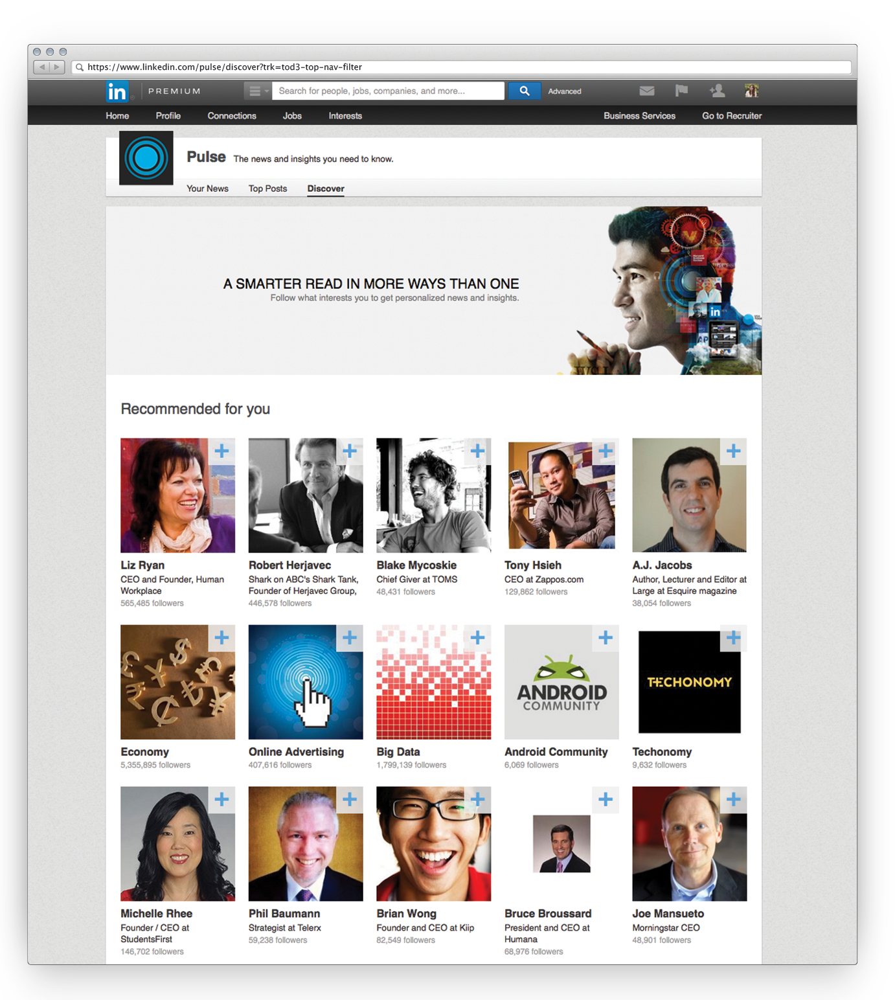 https://www.linkedin.com/pulse/discover?trk=tod3-top-nav-filter
in PREMIUM Search for people, jobs, companies, and more... Advanced
Home Profile Connections Jobs Interests Business Services Go to Recruiter
Pulse The news and insights you need to know.
Your News Top Posts Discover
A SMARTER READ IN MORE WAYS THAN ONE
Follow what interests you to get personalized news and insights.
in
AP
WSJ
Recommended for you
Liz Ryan
CEO and Founder, Human
Workplace
565,485 followers
Robert Herjavec
Shark on ABC's Shark Tank,
Founder of Herjavec Group,
446,578 followers
Blake Mycoskie
Chief Giver at TOMS
48,431 followers
Tony Hsieh
CEO at Zappos.com
129,862 followers
A.J. Jacobs
Author, Lecturer and Editor at
Large at Esquire magazine
38,054 followers
Economy
5,355,895 followers
Online Advertising
407,616 followers
Big Data
1,799,139 followers
ANDROID
COMMUNITY
Android Community
6,069 followers
TECHONOMY
Techonomy
9,632 followers
Michelle Rhee
Founder / CEO at
StudentsFirst
146,702 followers
Phil Baumann
Strategist at Telerx
59,238 followers
Brian Wong
Founder and CEO at Kiip
82,549 followers
Bruce Broussard
President and CEO at
Humana
68,976 followers
Joe Mansueto
Morningstar CEO
48,901 followers